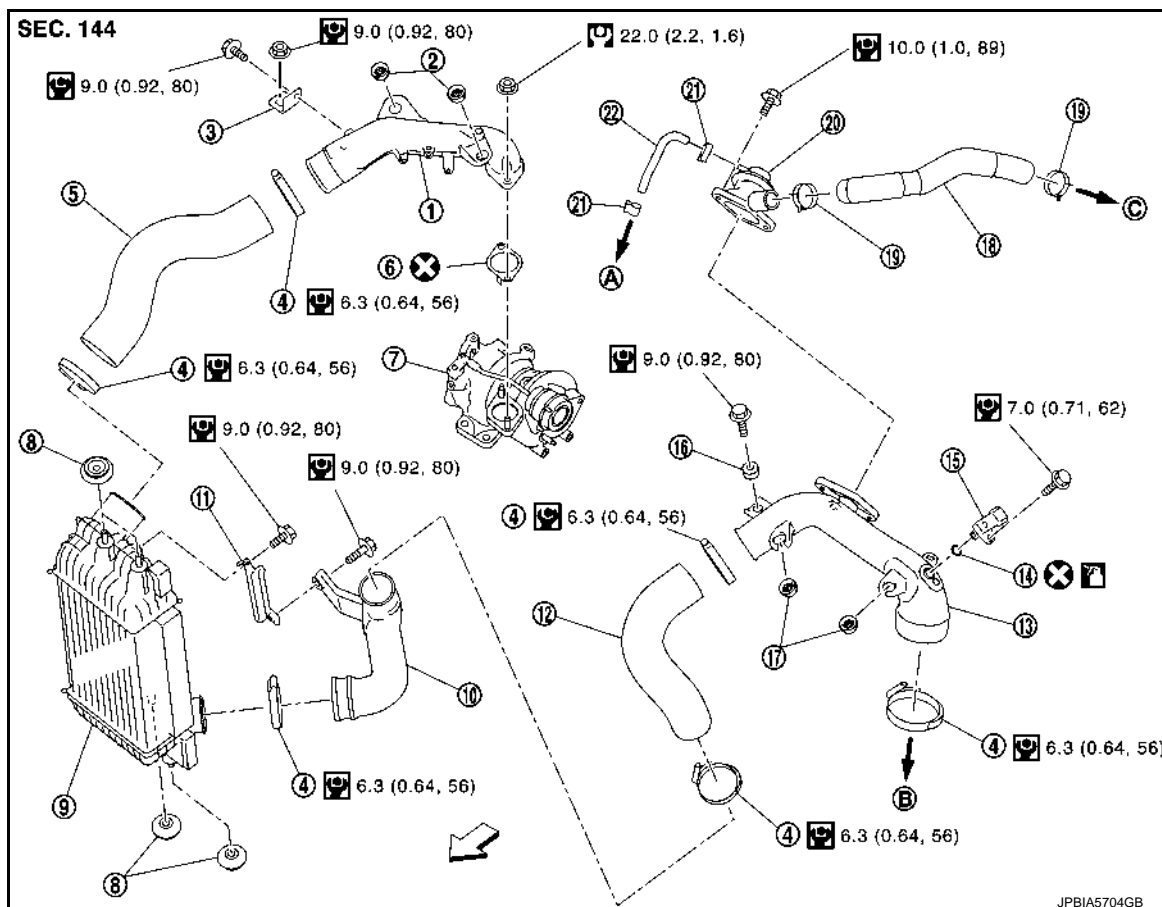 SEC. 144
9.0 (0.92, 80)
22.0 (2.2, 1.6)
10.0 (1.0, 89)
9.0 (0.92, 80)
2
21
3
22
20
19
5
1
21
C
4
6
A
19
18
6.3 (0.64, 56)
7
9.0 (0.92, 80)
4
6.3 (0.64, 56)
7.0 (0.71, 62)
8
9.0 (0.92, 80)
9.0 (0.92, 80)
16
15
11
4
6.3 (0.64, 56)
14
12
17
13
10
4
6.3 (0.64, 56)
4
6.3 (0.64, 56)
9
B
4
6.3 (0.64, 56)
8
JPBIA5704GB